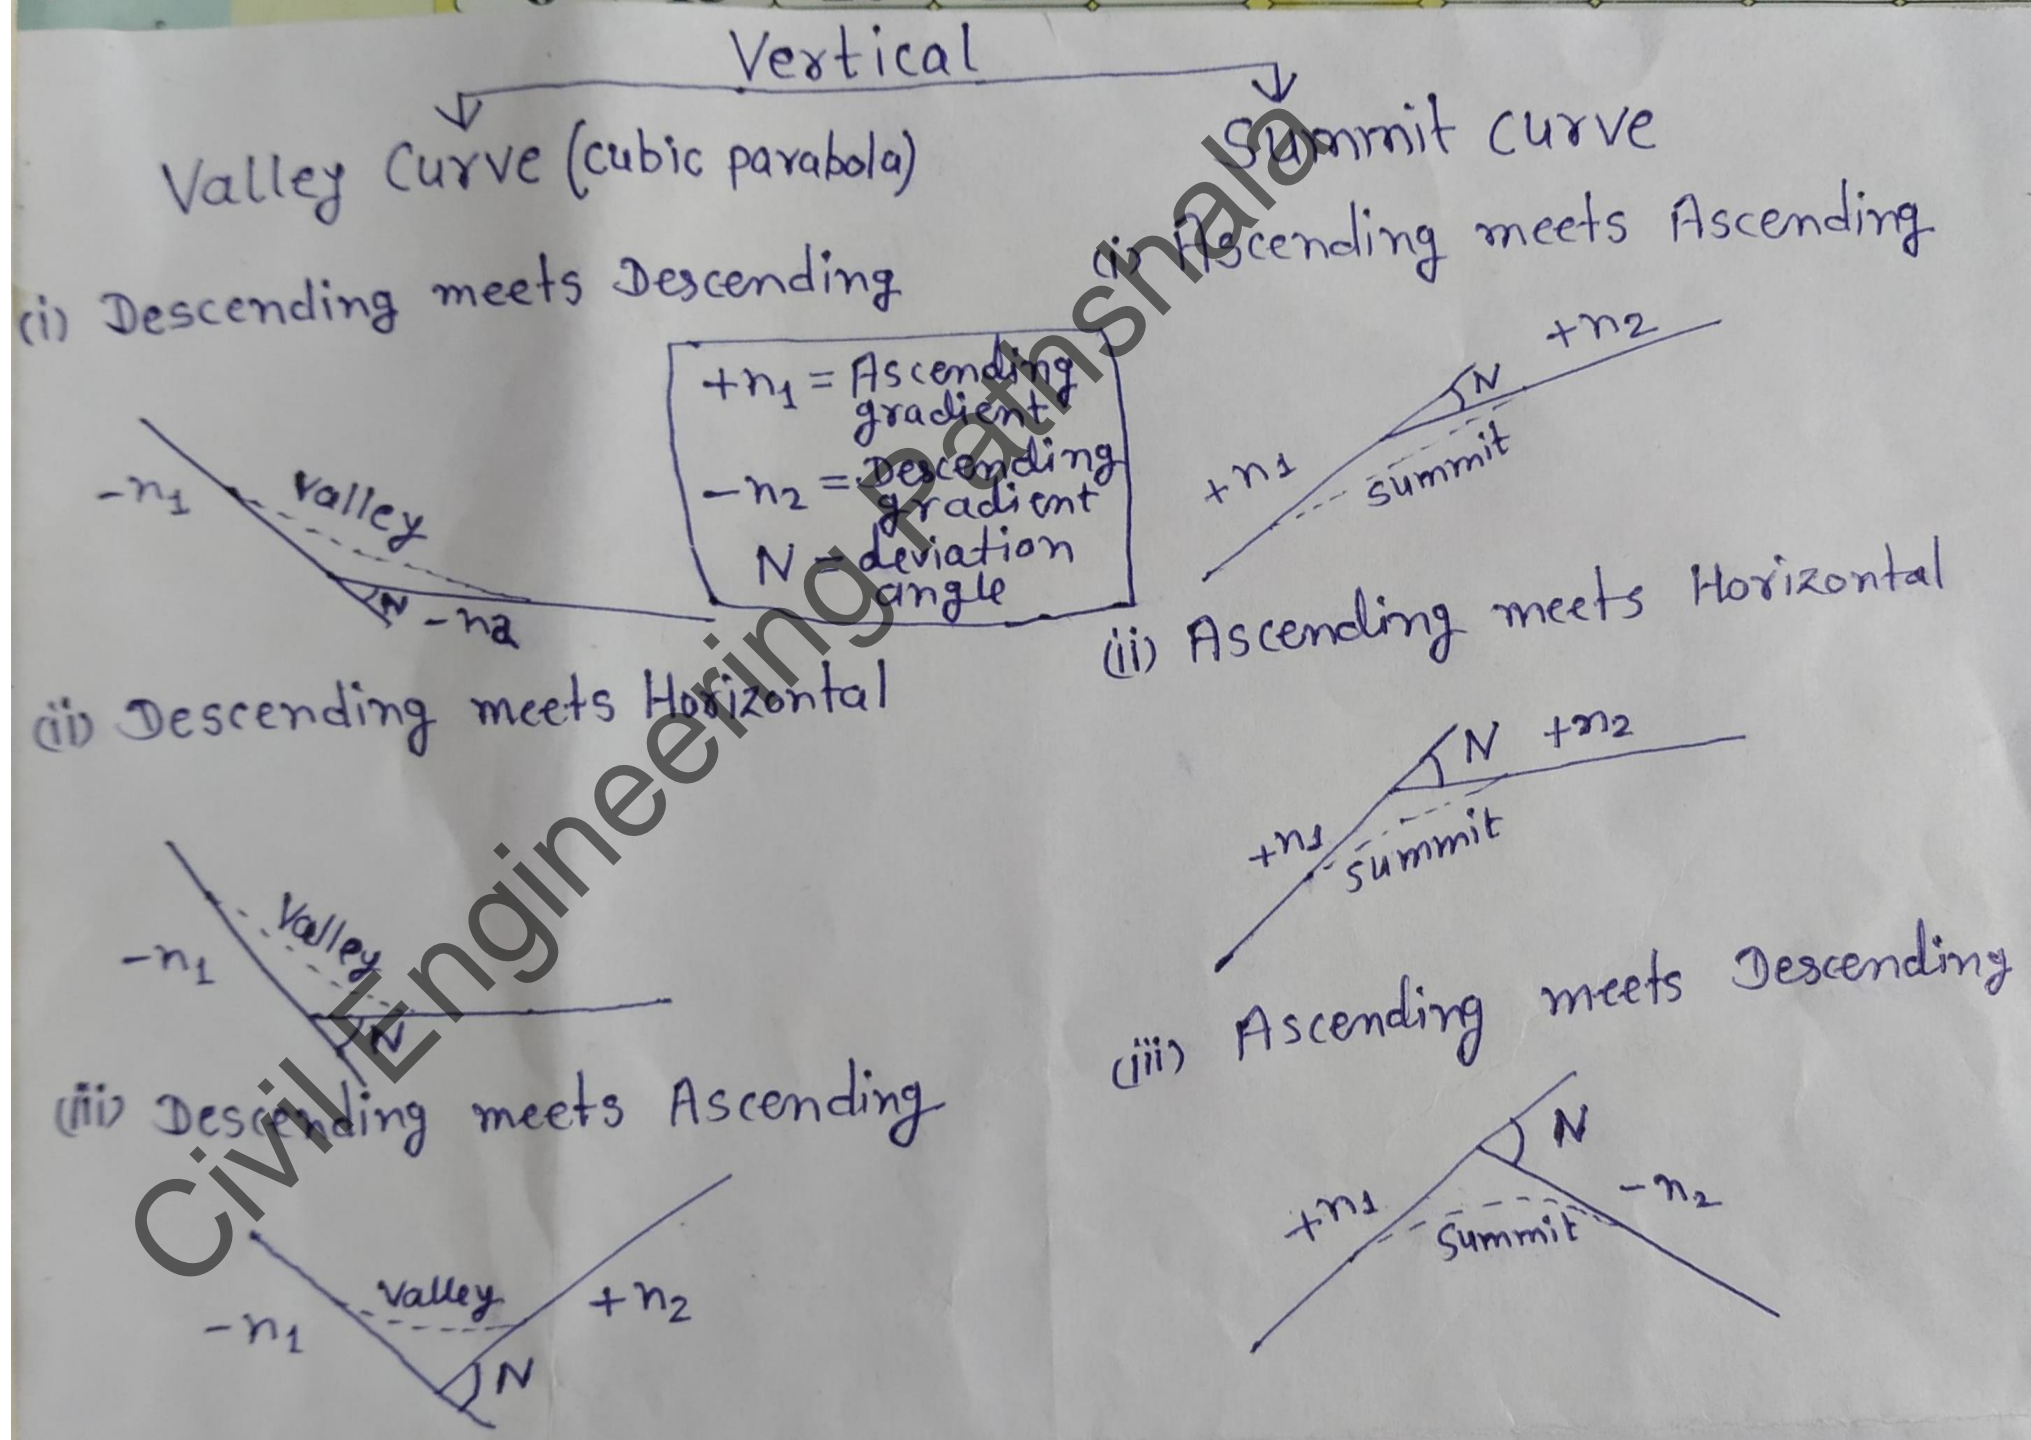 Vertical
Valley Curve (cubic parabola)
(i) Descending meets Descending
-n1
valley
N
-n2
+n1 = Ascending
gradient
-n2 = Descending
gradient
N = deviation
angle
(ii) Descending meets Horizontal
-n1
Valley
N
(iii) Descending meets Ascending
-n1
valley
+n2
N
Summit curve
(i) Ascending meets Ascending
+n1
N
+n2
summit
(ii) Ascending meets Horizontal
+n1
N
+n2
summit
(iii) Ascending meets Descending
+n1
N
-n2
summit
Civil Engineering Pathshala